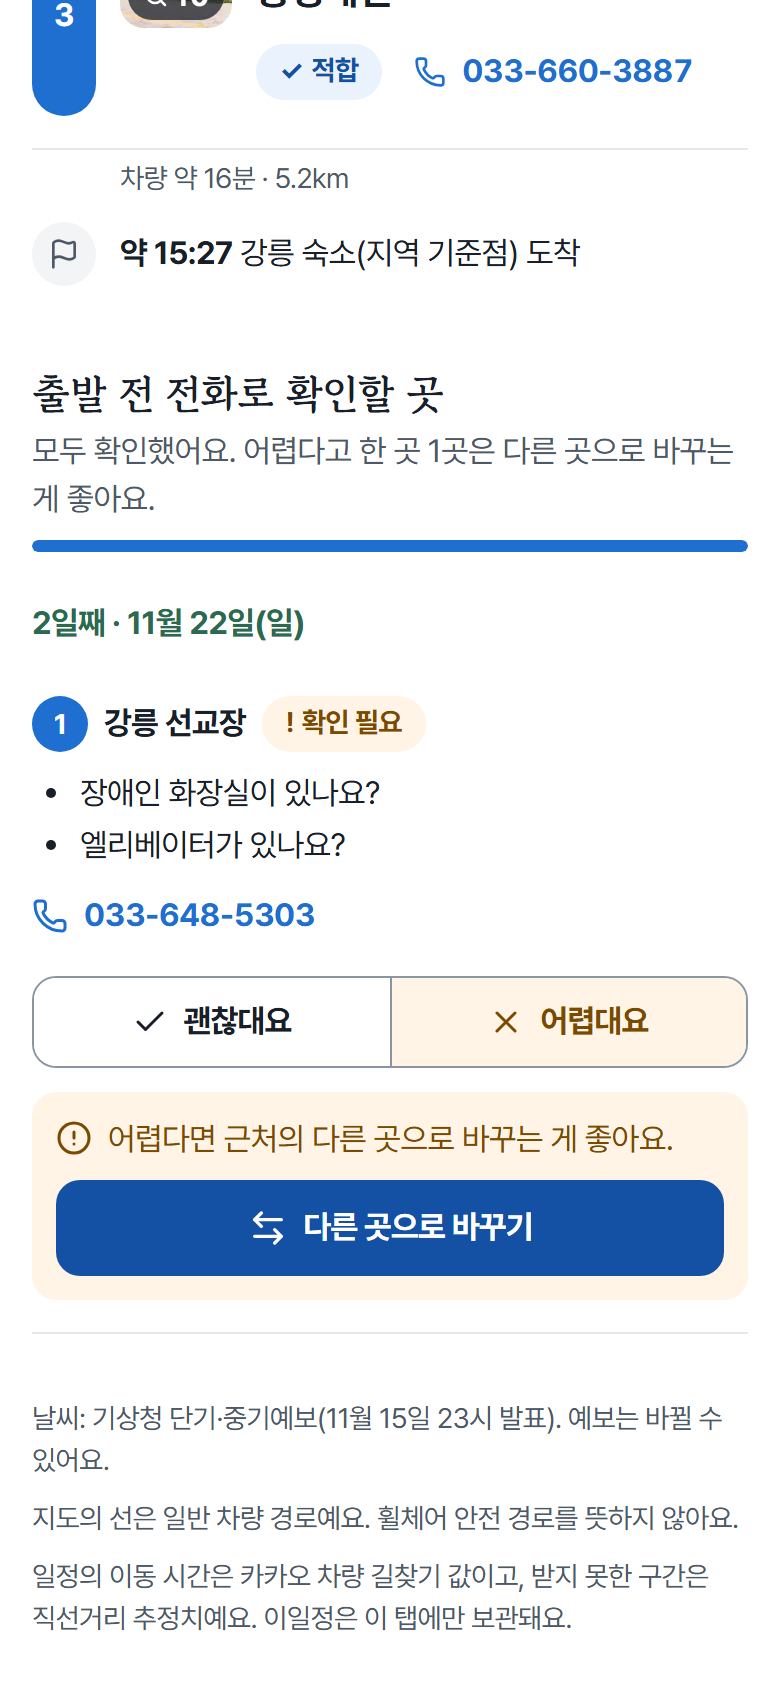 3
적합
033-660-3887
차량 약 16분 · 5.2km
약 15:27 강릉 숙소(지역 기준점) 도착
출발 전 전화로 확인할 곳
모두 확인했어요. 어렵다고 한 곳 1곳은 다른 곳으로 바꾸는
게 좋아요.
2일째 · 11월 22일(일)
1 강릉 선교장 ! 확인 필요
• 장애인 화장실이 있나요?
• 엘리베이터가 있나요?
033-648-5303
괜찮대요 어렵대요
어렵다면 근처의 다른 곳으로 바꾸는 게 좋아요.
다른 곳으로 바꾸기
날씨: 기상청 단기·중기예보(11월 15일 23시 발표). 예보는 바뀔 수
있어요.
지도의 선은 일반 차량 경로예요. 휠체어 안전 경로를 뜻하지 않아요.
일정의 이동 시간은 카카오 차량 길찾기 값이고, 받지 못한 구간은
직선거리 추정치예요. 이일정은 이 탭에만 보관돼요.